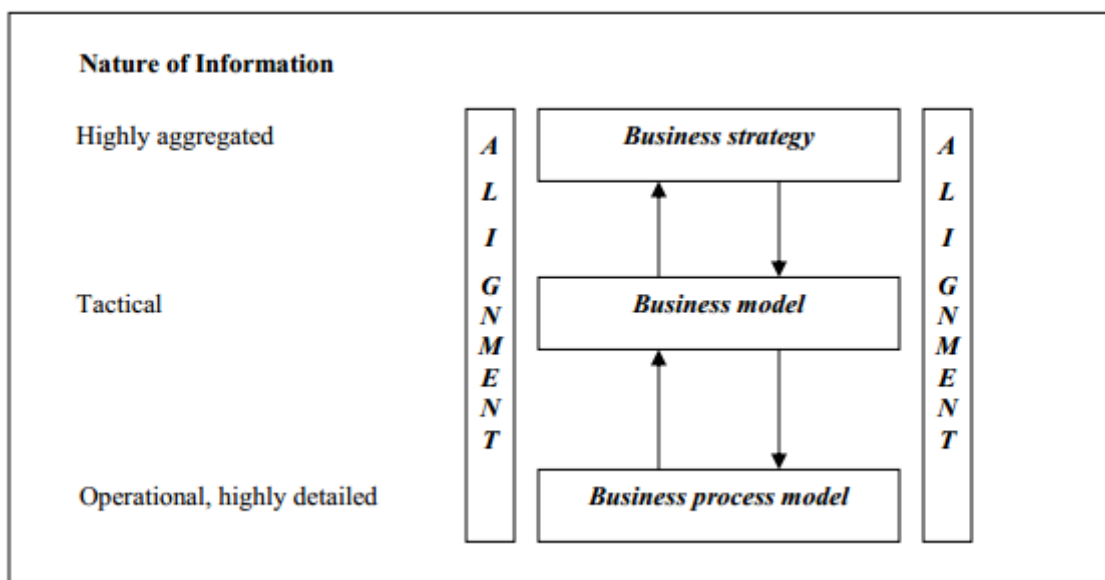 Nature of Information
Highly aggregated
Business strategy
Tactical
Business model
Operational, highly detailed
Business process model
A
L
I
G
N
M
E
N
T
A
L
I
G
N
M
E
N
T